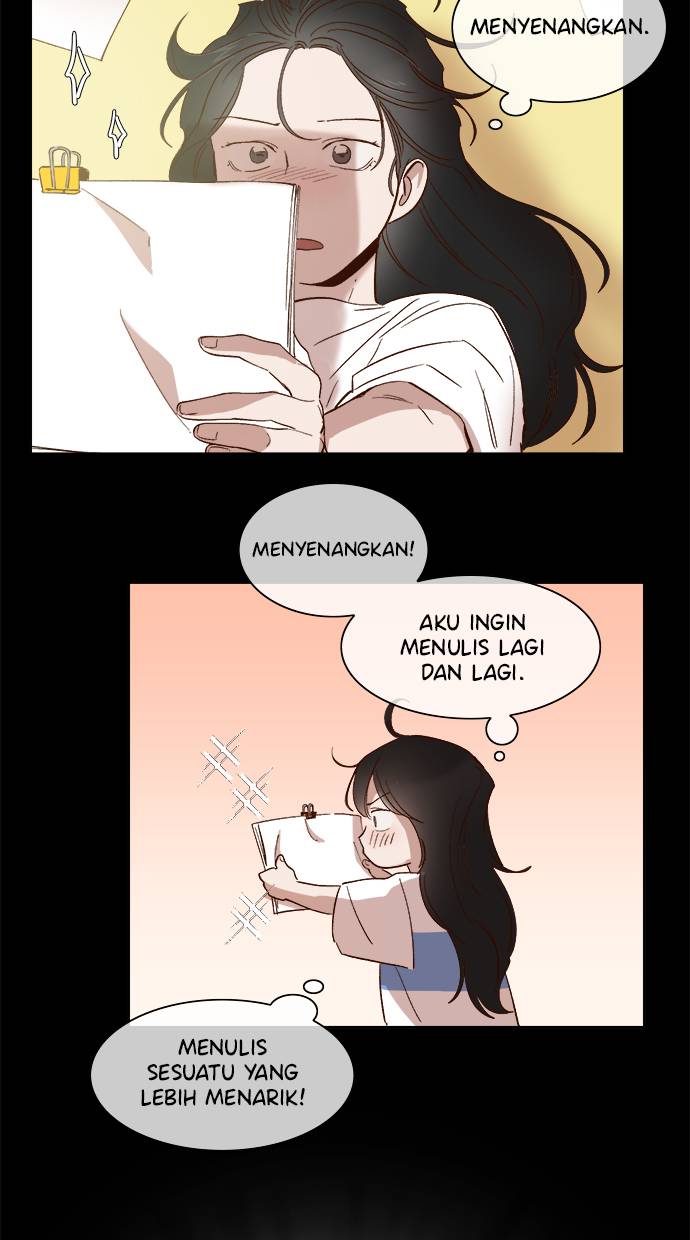 MENYENANGKAN.
MENYENANGKAN!
AKU INGIN
MENULIS LAGI
DAN LAGI.
MENULIS
SESUATU YANG
LEBIH MENARIK!